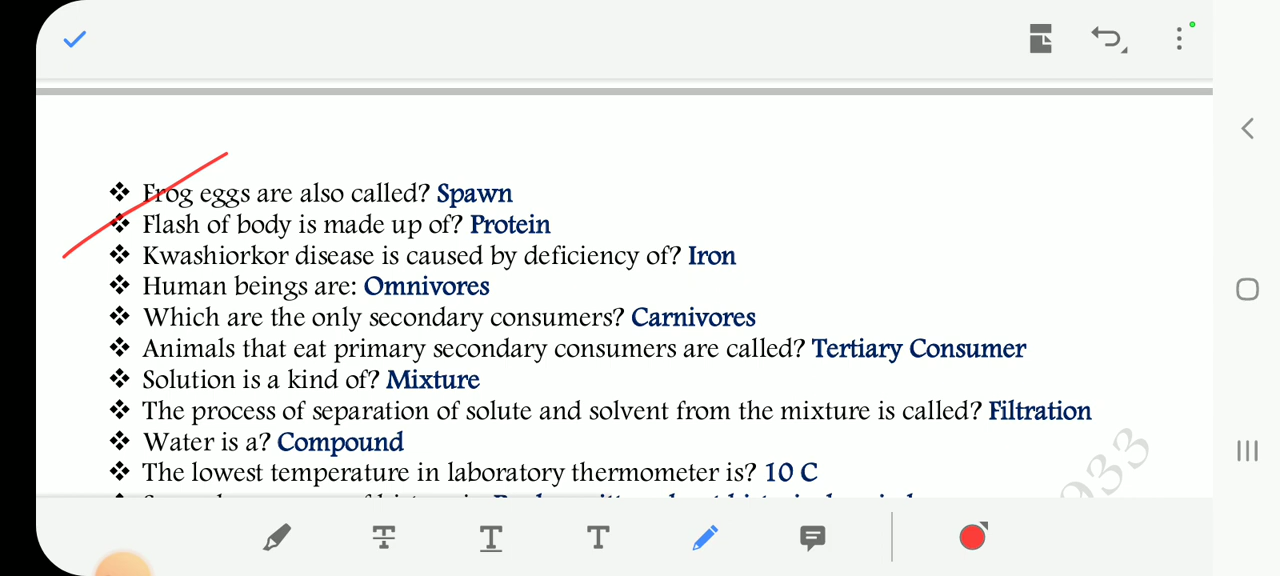 ❖ Frog eggs are also called? Spawn
❖ Flash of body is made up of? Protein
❖ Kwashiorkor disease is caused by deficiency of? Iron
❖ Human beings are: Omnivores
❖ Which are the only secondary consumers? Carnivores
❖ Animals that eat primary secondary consumers are called? Tertiary Consumer
❖ Solution is a kind of? Mixture
❖ The process of separation of solute and solvent from the mixture is called? Filtration
❖ Water is a? Compound
❖ The lowest temperature in laboratory thermometer is? 10 C
933